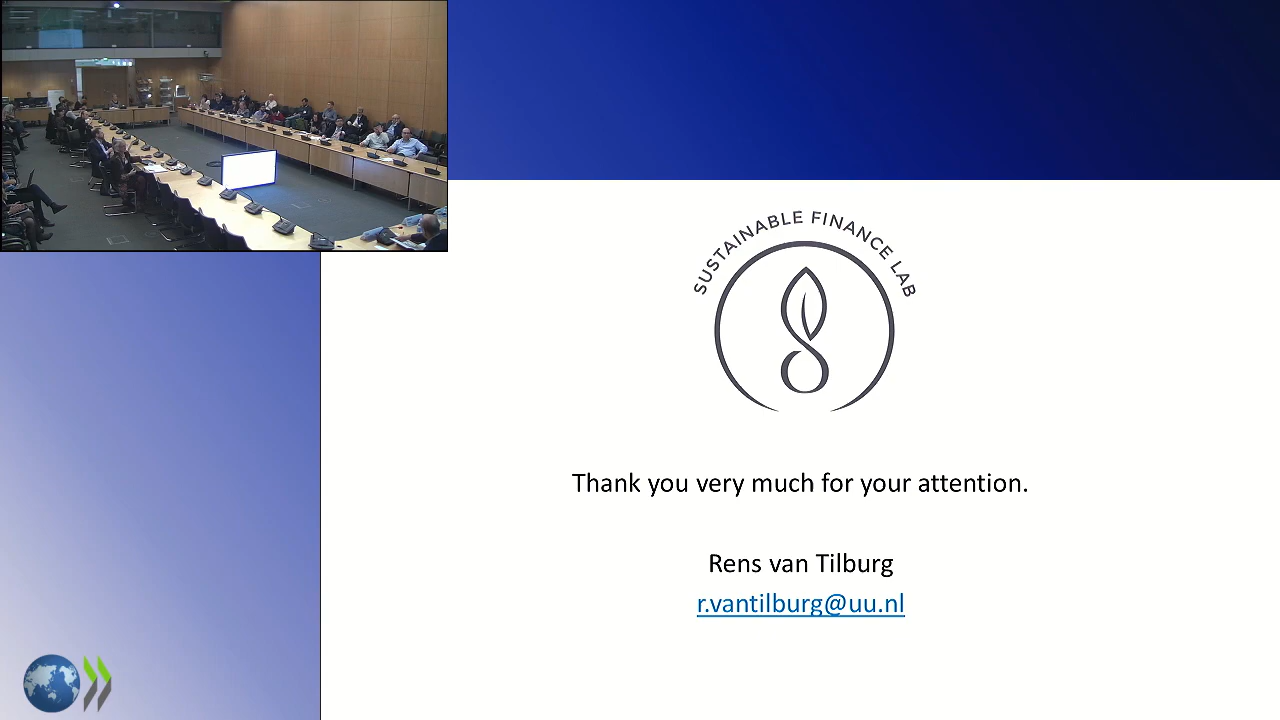 SUSTAINABLE FINANCE LAB
Thank you very much for your attention.
Rens van Tilburg
r.vantilburg@uu.nl